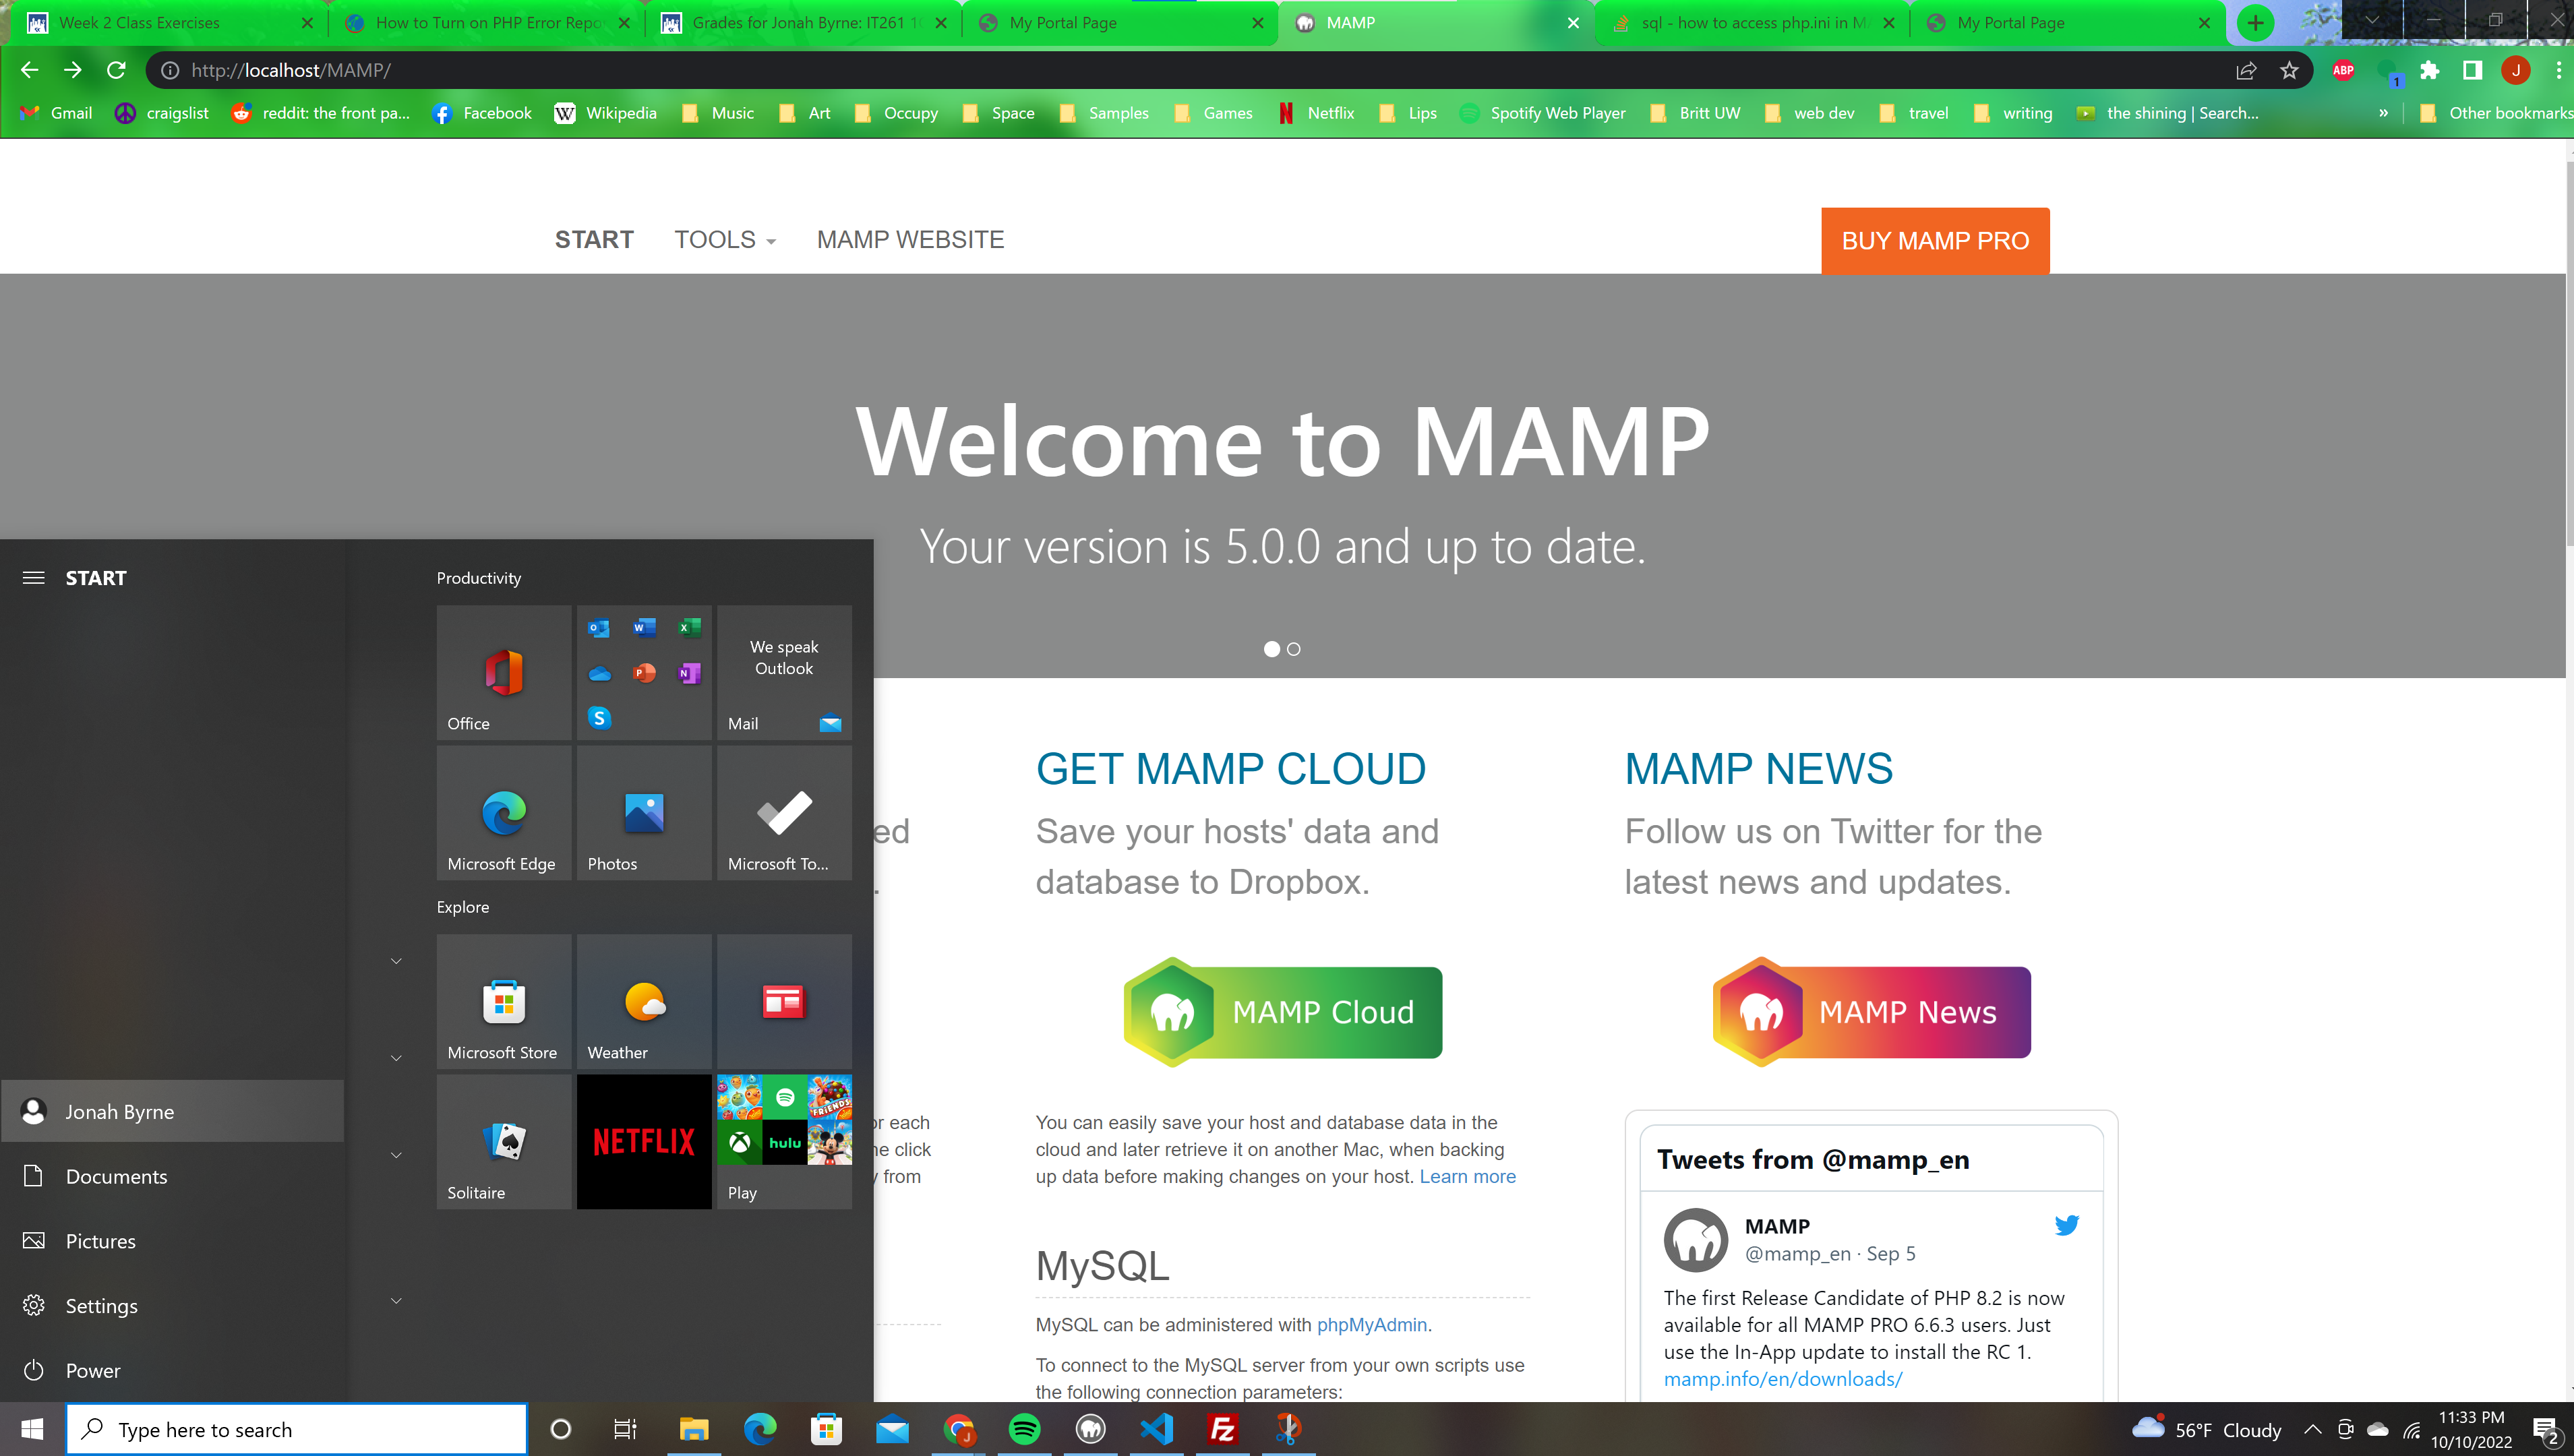 Week 2 Class Exercises
How to Turn on PHP Error Repo
Grades for Jonah Byrne: IT261 1
My Portal Page
MAMP
sql - how to access php.ini in M
My Portal Page
http://localhost/MAMP/
ABP
1
J
Gmail
craigslist
reddit: the front pa...
Facebook
W
Wikipedia
Music
Art
Occupy
Space
Samples
Games
Netflix
Lips
Spotify Web Player
Britt UW
web dev
travel
writing
the shining | Search...
»
Other bookmarks
START
TOOLS
MAMP WEBSITE
BUY MAMP PRO
Welcome to MAMP
Your version is 5.0.0 and up to date.
START
Productivity
Office
We speak
Outlook
Mail
Microsoft Edge
Photos
Microsoft To...
Explore
Microsoft Store
Weather
Solitaire
NETFLIX
FRIENDS
hulu
Play
Jonah Byrne
Documents
Pictures
Settings
Power
ed
.
or each
he click
y from
GET MAMP CLOUD
Save your hosts' data and
database to Dropbox.
MAMP Cloud
You can easily save your host and database data in the
cloud and later retrieve it on another Mac, when backing
up data before making changes on your host. Learn more
MySQL
MySQL can be administered with phpMyAdmin.
To connect to the MySQL server from your own scripts use
the following connection parameters:
MAMP NEWS
Follow us on Twitter for the
latest news and updates.
MAMP News
Tweets from @mamp_en
MAMP
@mamp_en · Sep 5
The first Release Candidate of PHP 8.2 is now
available for all MAMP PRO 6.6.3 users. Just
use the In-App update to install the RC 1.
mamp.info/en/downloads/
Type here to search
J
Fz
56°F Cloudy
11:33 PM
10/10/2022
2